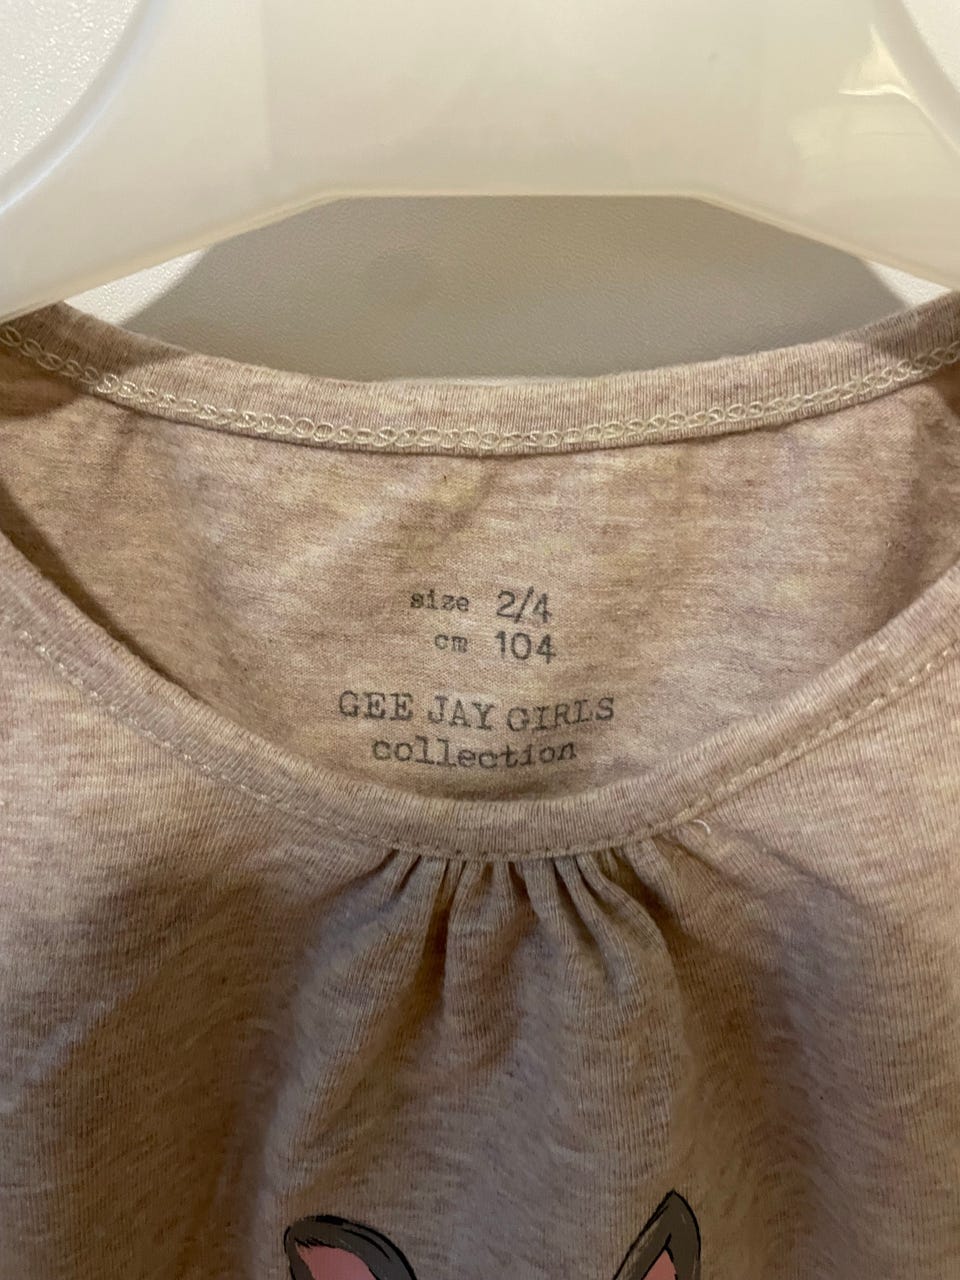 size 2/4
cm 104
GEE JAY GIRLS
collection